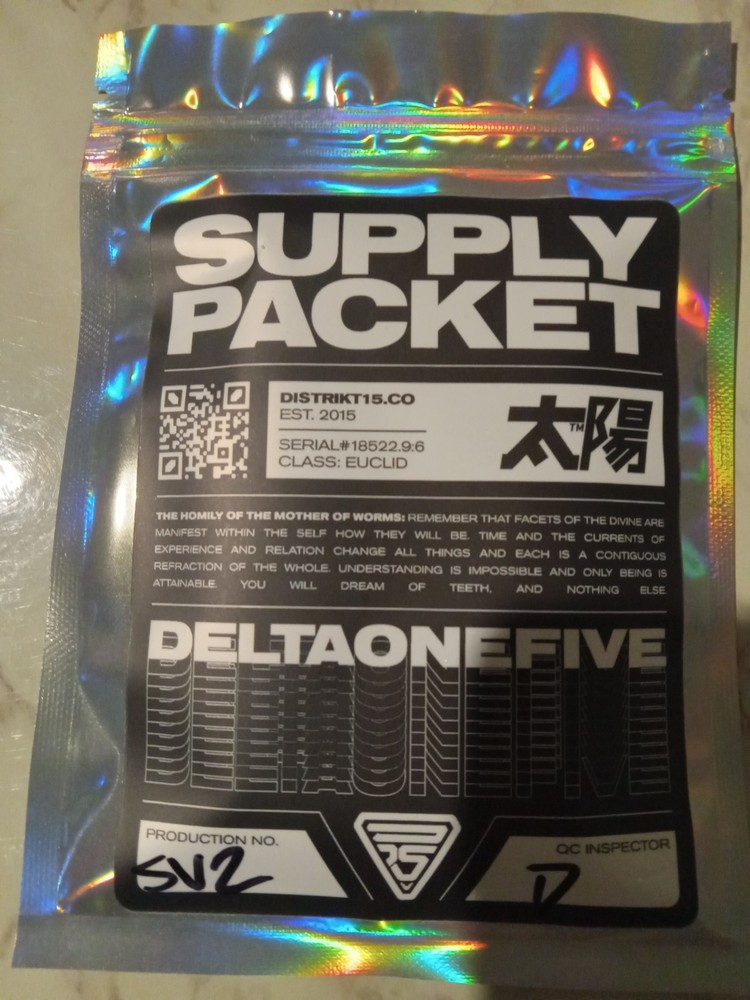 SUPPLY
PACKET
DISTRIKT15.CO
EST. 2015
SERIAL#18522.9:6
CLASS: EUCLID
太陽
TM
THE HOMILY OF THE MOTHER OF WORMS: REMEMBER THAT FACETS OF THE DIVINE ARE
MANIFEST WITHIN THE SELF HOW THEY WILL BE. TIME AND THE CURRENTS OF
EXPERIENCE AND RELATION CHANGE ALL THINGS AND EACH IS A CONTIGUOUS
REFRACTION OF THE WHOLE. UNDERSTANDING IS IMPOSSIBLE AND ONLY BEING IS
ATTAINABLE. YOU WILL DREAM OF TEETH, AND NOTHING ELSE
DELTAONEFIVE
PRODUCTION NO.
SV2
QC INSPECTOR
D